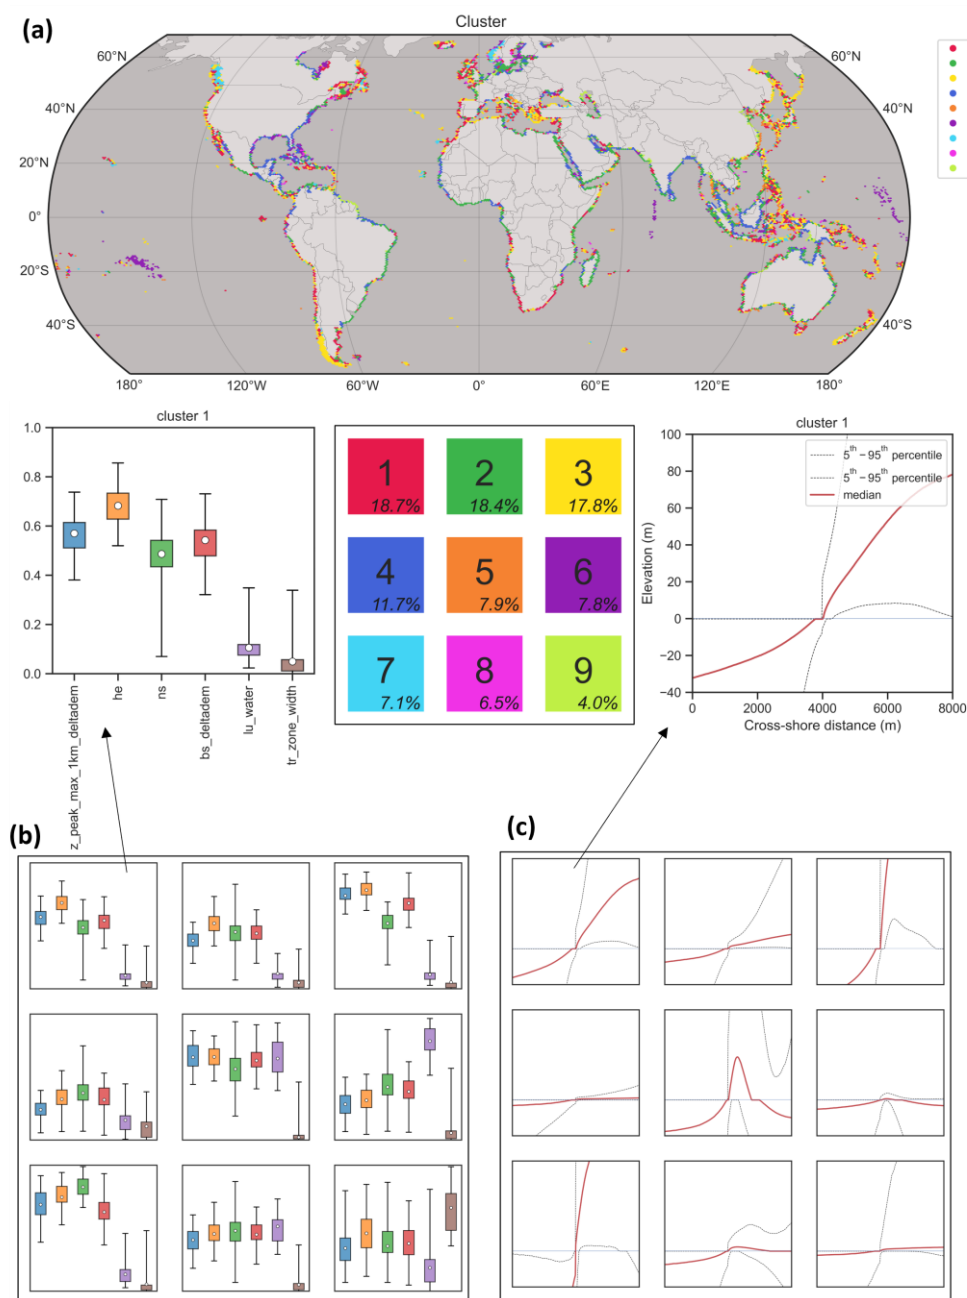 (a)
Cluster
60°N
60°N
40°N
40°N
20°N
20°N
0°
0°
20°S
20°S
40°S
40°S
180°
120°W
60°W
0°
60°E
120°E
180°
cluster 1
1.0
0.8
0.6
0.4
0.2
0.0
z_peak_max_1km_deltadem
he
ns
bs_deltadem
lu_water
tr_zone_width
1
18.7%
2
18.4%
3
17.8%
4
11.7%
5
7.9%
6
7.8%
7
7.1%
8
6.5%
9
4.0%
cluster 1
5th – 95th percentile
5th – 95th percentile
median
Elevation (m)
100
80
60
40
20
0
−20
−40
0
2000
4000
6000
8000
Cross-shore distance (m)
(b)
(c)